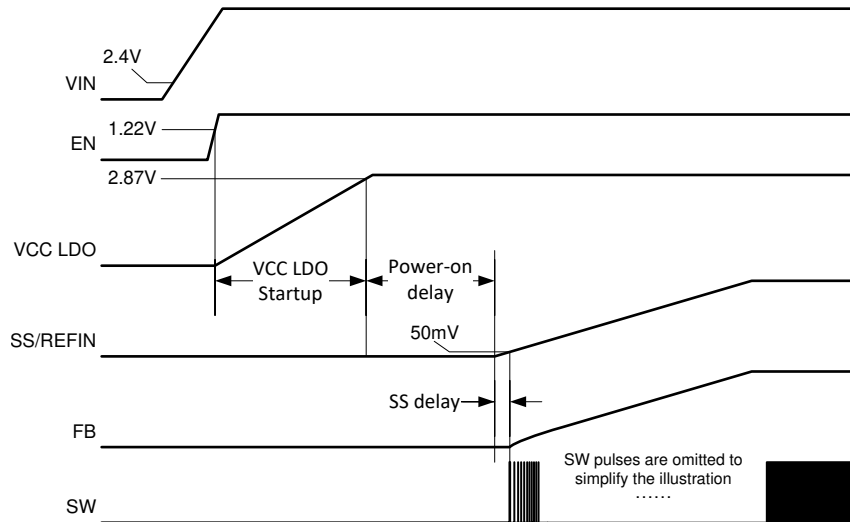 2.4V
VIN
1.22V
EN
2.87V
VCC LDO
VCC LDO
Startup
Power-on
delay
50mV
SS/REFIN
SS delay
FB
SW pulses are omitted to
simplify the illustration
......
SW